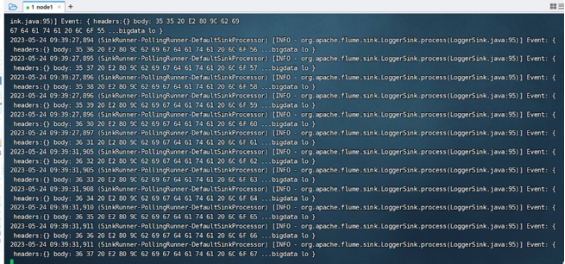 1 node1
ink.java:95)] Event: { headers:{} body: 35 35 20 E2 80 9C 62 69
67 64 61 74 61 20 6C 6F 55 ...bigdata lo }
2023-05-24 09:39:27,894 (SinkRunner-PollingRunner-DefaultSinkProcessor) [INFO - org.apache.flume.sink.LoggerSink.process(LoggerSink.java:95)] Event: {
headers:{} body: 35 36 20 E2 80 9C 62 69 67 64 61 74 61 20 6C 6F 56 ...bigdata lo }
2023-05-24 09:39:27,895 (SinkRunner-PollingRunner-DefaultSinkProcessor) [INFO - org.apache.flume.sink.LoggerSink.process(LoggerSink.java:95)] Event: {
headers:{} body: 35 37 20 E2 80 9C 62 69 67 64 61 74 61 20 6C 6F 57 ...bigdata lo }
2023-05-24 09:39:27,896 (SinkRunner-PollingRunner-DefaultSinkProcessor) [INFO - org.apache.flume.sink.LoggerSink.process(LoggerSink.java:95)] Event: {
headers:{} body: 35 38 20 E2 80 9C 62 69 67 64 61 74 61 20 6C 6F 58 ...bigdata lo }
2023-05-24 09:39:27,896 (SinkRunner-PollingRunner-DefaultSinkProcessor) [INFO - org.apache.flume.sink.LoggerSink.process(LoggerSink.java:95)] Event: {
headers:{} body: 35 39 20 E2 80 9C 62 69 67 64 61 74 61 20 6C 6F 59 ...bigdata lo }
2023-05-24 09:39:27,896 (SinkRunner-PollingRunner-DefaultSinkProcessor) [INFO - org.apache.flume.sink.LoggerSink.process(LoggerSink.java:95)] Event: {
headers:{} body: 36 30 20 E2 80 9C 62 69 67 64 61 74 61 20 6C 6F 60 ...bigdata lo }
2023-05-24 09:39:27,897 (SinkRunner-PollingRunner-DefaultSinkProcessor) [INFO - org.apache.flume.sink.LoggerSink.process(LoggerSink.java:95)] Event: {
headers:{} body: 36 31 20 E2 80 9C 62 69 67 64 61 74 61 20 6C 6F 61 ...bigdata lo }
2023-05-24 09:39:31,905 (SinkRunner-PollingRunner-DefaultSinkProcessor) [INFO - org.apache.flume.sink.LoggerSink.process(LoggerSink.java:95)] Event: {
headers:{} body: 36 32 20 E2 80 9C 62 69 67 64 61 74 61 20 6C 6F 62 ...bigdata lo }
2023-05-24 09:39:31,905 (SinkRunner-PollingRunner-DefaultSinkProcessor) [INFO - org.apache.flume.sink.LoggerSink.process(LoggerSink.java:95)] Event: {
headers:{} body: 36 33 20 E2 80 9C 62 69 67 64 61 74 61 20 6C 6F 63 ...bigdata lo }
2023-05-24 09:39:31,908 (SinkRunner-PollingRunner-DefaultSinkProcessor) [INFO - org.apache.flume.sink.LoggerSink.process(LoggerSink.java:95)] Event: {
headers:{} body: 36 34 20 E2 80 9C 62 69 67 64 61 74 61 20 6C 6F 64 ...bigdata lo }
2023-05-24 09:39:31,910 (SinkRunner-PollingRunner-DefaultSinkProcessor) [INFO - org.apache.flume.sink.LoggerSink.process(LoggerSink.java:95)] Event: {
headers:{} body: 36 35 20 E2 80 9C 62 69 67 64 61 74 61 20 6C 6F 65 ...bigdata lo }
2023-05-24 09:39:31,911 (SinkRunner-PollingRunner-DefaultSinkProcessor) [INFO - org.apache.flume.sink.LoggerSink.process(LoggerSink.java:95)] Event: {
headers:{} body: 36 36 20 E2 80 9C 62 69 67 64 61 74 61 20 6C 6F 66 ...bigdata lo }
2023-05-24 09:39:31,911 (SinkRunner-PollingRunner-DefaultSinkProcessor) [INFO - org.apache.flume.sink.LoggerSink.process(LoggerSink.java:95)] Event: {
headers:{} body: 36 37 20 E2 80 9C 62 69 67 64 61 74 61 20 6C 6F 67 ...bigdata lo }